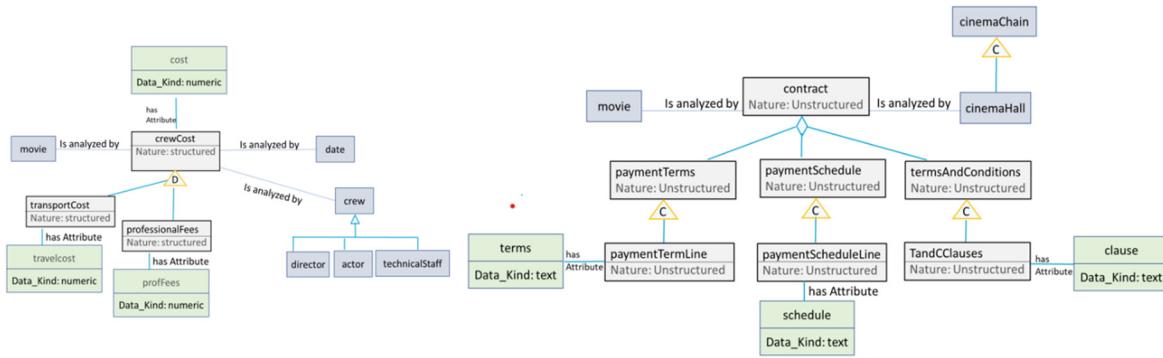 cost
Data_Kind: numeric
has
Attribute
movie
Is analyzed by
crewCost
Nature: structured
Is analyzed by
date
D
Is analyzed by
transportCost
Nature: structured
professionalFees
Nature: structured
crew
has Attribute
travelcost
Data_Kind: numeric
has Attribute
profFees
Data_Kind: numeric
director
actor
technicalStaff
cinemaChain
C
contract
Nature: Unstructured
movie
Is analyzed by
Is analyzed by
cinemaHall
paymentTerms
Nature: Unstructured
paymentSchedule
Nature: Unstructured
termsAndConditions
Nature: Unstructured
C
C
C
terms
Data_Kind: text
has
Attribute
paymentTermLine
Nature: Unstructured
paymentScheduleLine
Nature: Unstructured
TandCClauses
Nature: Unstructured
has
Attribute
clause
Data_Kind: text
has Attribute
schedule
Data_Kind: text